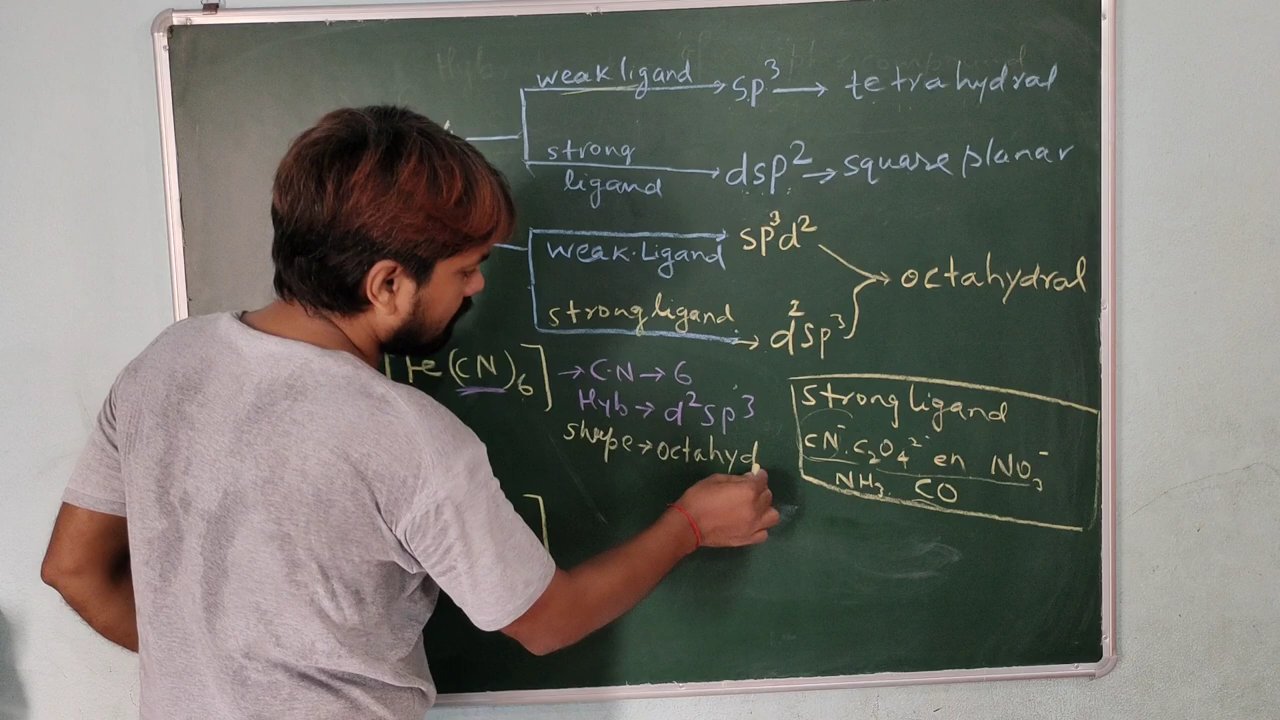 weak ligand → sp³ → tetrahydral
strong
ligand → dsp² → square planar
weak. Ligand → sp³d²
→ octahydral
strong ligand → d²sp³
[Fe(CN)₆] → C.N → 6
Hyb → d²sp³
shape → octahyd
strong ligand
CN⁻. C₂O₄²⁻ en NO₃⁻
NH₃. CO
]